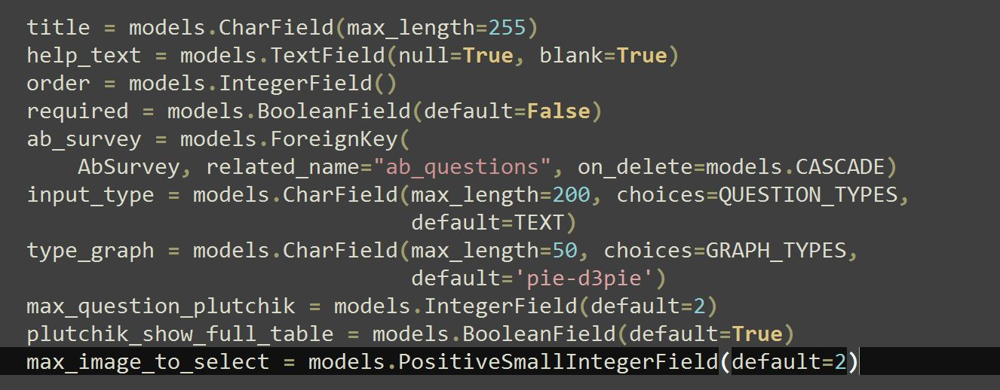 title = models.CharField(max_length=255)
help_text = models.TextField(null=True, blank=True)
order = models.IntegerField()
required = models.BooleanField(default=False)
ab_survey = models.ForeignKey(
    AbSurvey, related_name="ab_questions", on_delete=models.CASCADE)
input_type = models.CharField(max_length=200, choices=QUESTION_TYPES,
                              default=TEXT)
type_graph = models.CharField(max_length=50, choices=GRAPH_TYPES,
                              default='pie-d3pie')
max_question_plutchik = models.IntegerField(default=2)
plutchik_show_full_table = models.BooleanField(default=True)
max_image_to_select = models.PositiveSmallIntegerField(default=2)